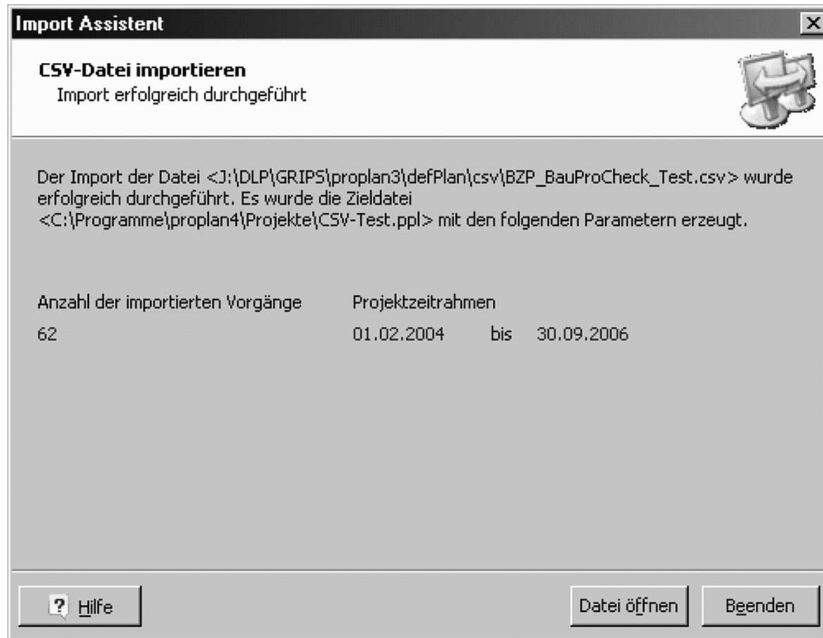 Import Assistent
CSV-Datei importieren
Import erfolgreich durchgeführt
Der Import der Datei <J:\DLP\GRIPS\proplan3\defPlan\csv\BZP_BauProCheck_Test.csv> wurde
erfolgreich durchgeführt. Es wurde die Zieldatei
<C:\Programme\proplan4\Projekte\CSV-Test.ppl> mit den folgenden Parametern erzeugt.
Anzahl der importierten Vorgänge Projektzeitrahmen
62 01.02.2004 bis 30.09.2006
? Hilfe Datei öffnen Beenden